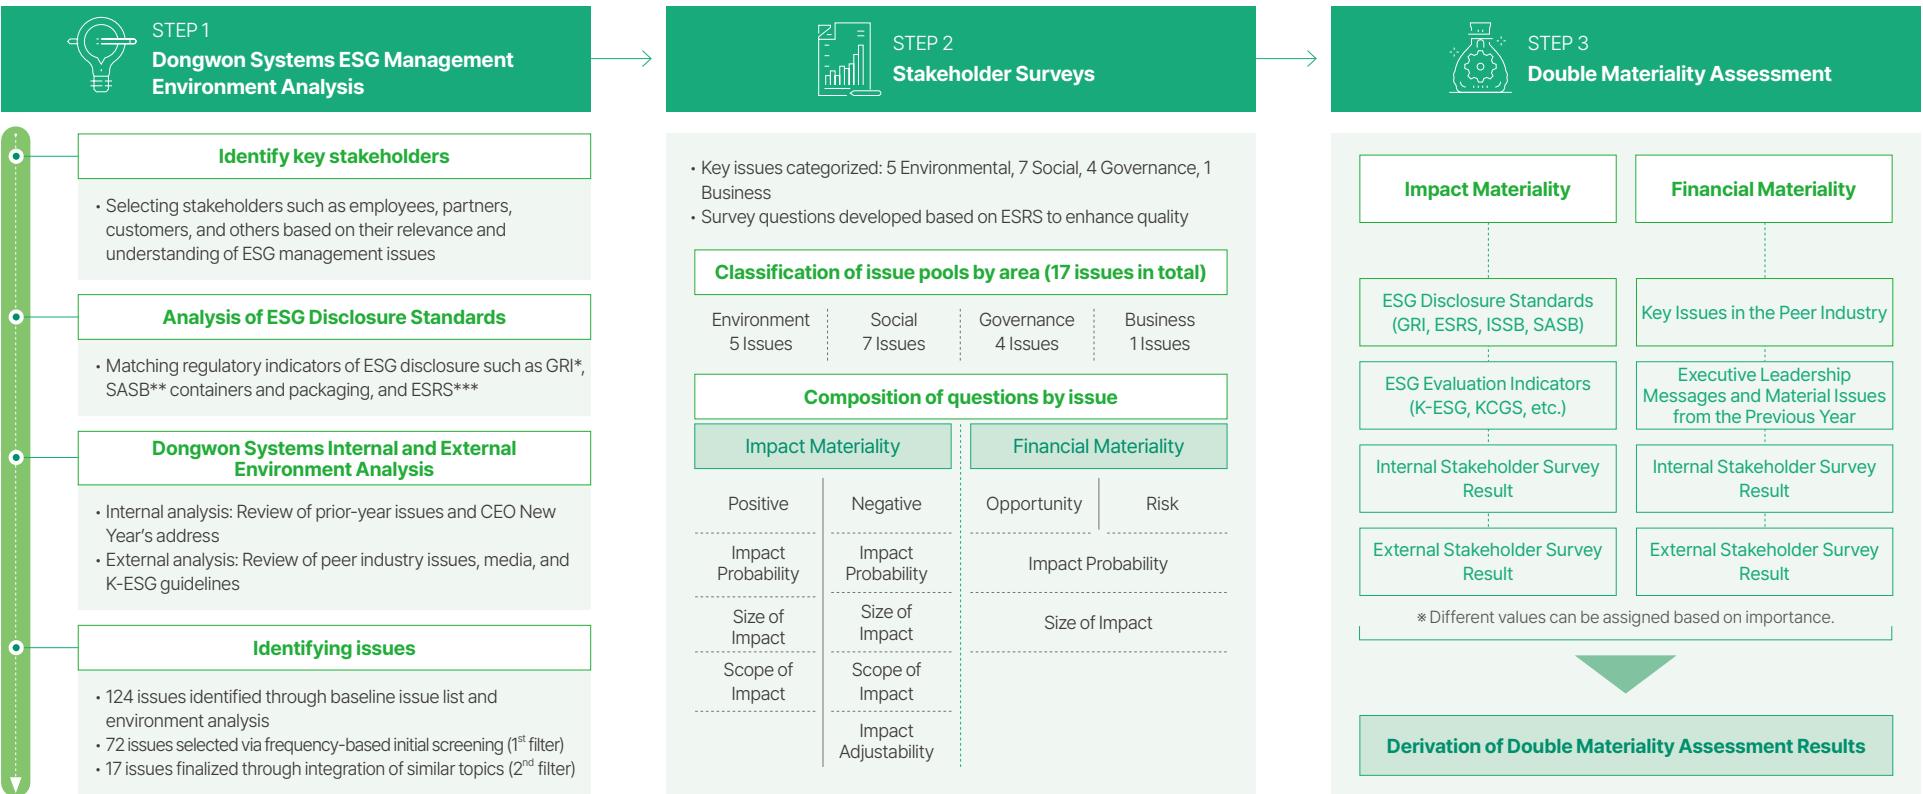 STEP 1
Dongwon Systems ESG Management
Environment Analysis
Identify key stakeholders
• Selecting stakeholders such as employees, partners,
customers, and others based on their relevance and
understanding of ESG management issues
Analysis of ESG Disclosure Standards
• Matching regulatory indicators of ESG disclosure such as GRI*,
SASB** containers and packaging, and ESRS***
Dongwon Systems Internal and External
Environment Analysis
• Internal analysis: Review of prior-year issues and CEO New
Year's address
• External analysis: Review of peer industry issues, media, and
K-ESG guidelines
Identifying issues
• 124 issues identified through baseline issue list and
environment analysis
• 72 issues selected via frequency-based initial screening (1st filter)
• 17 issues finalized through integration of similar topics (2nd filter)
STEP 2
Stakeholder Surveys
• Key issues categorized: 5 Environmental, 7 Social, 4 Governance, 1
Business
• Survey questions developed based on ESRS to enhance quality
Classification of issue pools by area (17 issues in total)
Environment
5 Issues
Social
7 Issues
Governance
4 Issues
Business
1 Issues
Composition of questions by issue
Impact Materiality
Positive
Impact
Probability
Size of
Impact
Scope of
Impact
Negative
Impact
Probability
Size of
Impact
Scope of
Impact
Impact
Adjustability
Financial Materiality
Opportunity
Risk
Impact Probability
Size of Impact
STEP 3
Double Materiality Assessment
Impact Materiality
ESG Disclosure Standards
(GRI, ESRS, ISSB, SASB)
ESG Evaluation Indicators
(K-ESG, KCGS, etc.)
Internal Stakeholder Survey
Result
External Stakeholder Survey
Result
Financial Materiality
Key Issues in the Peer Industry
Executive Leadership
Messages and Material Issues
from the Previous Year
Internal Stakeholder Survey
Result
External Stakeholder Survey
Result
※ Different values can be assigned based on importance.
Derivation of Double Materiality Assessment Results